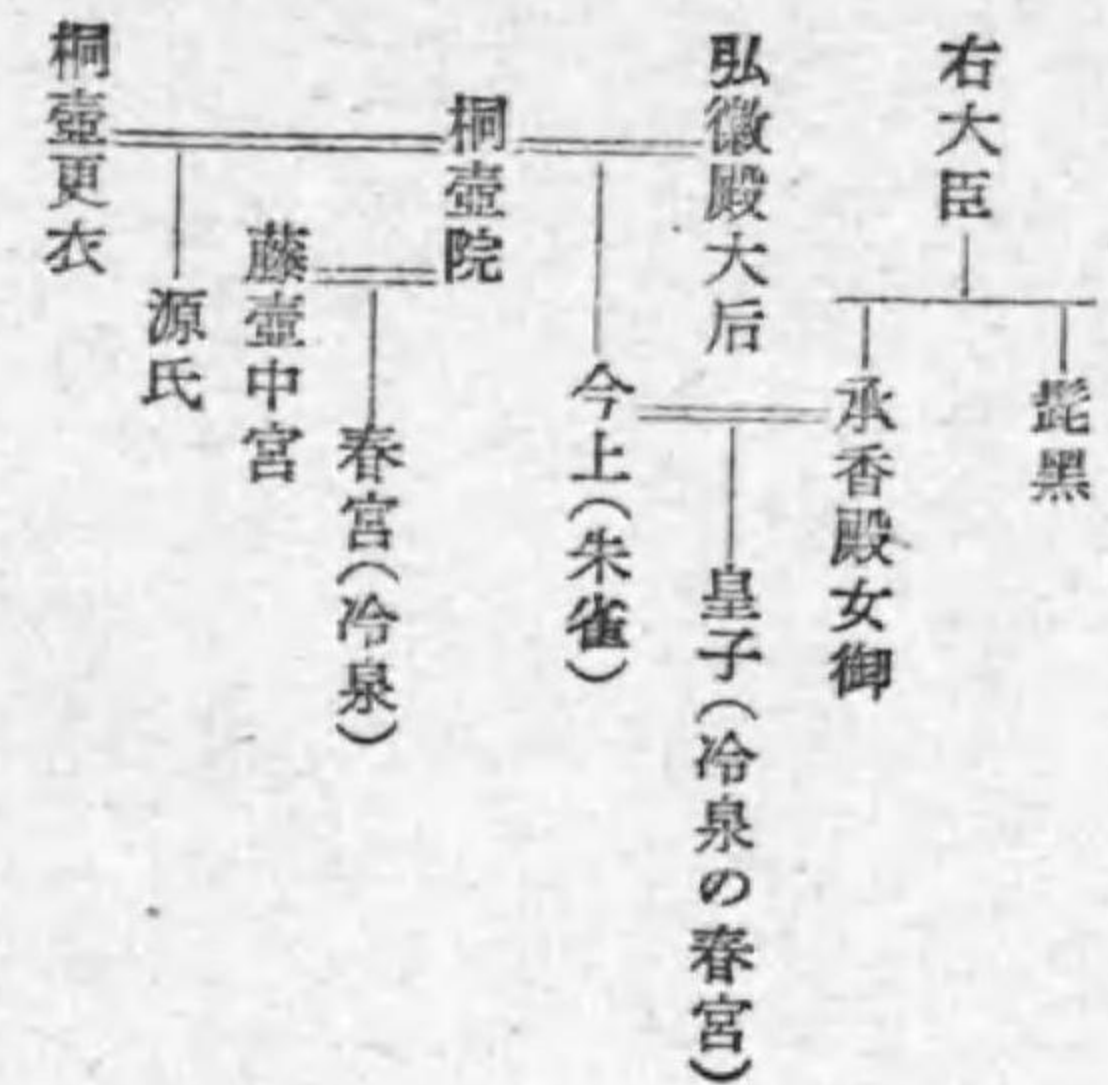 右大臣
髭黑
承香殿女御
弘徽殿大后
皇子（冷泉の春宮）
今上（朱雀）
桐壺院
春宮（冷泉）
藤壺中宮
源氏
桐壺更衣